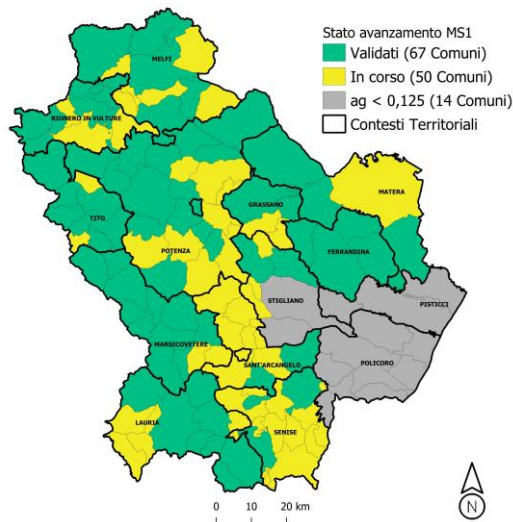 Stato avanzamento MS1
Validati (67 Comuni)
In corso (50 Comuni)
ag < 0,125 (14 Comuni)
Contesti Territoriali
MELFI
RIONERO IN VULTURE
MATERA
GRASSANO
TITO
FERRANDINA
POTENZA
STIGLIANO
PISTICCI
MARSICOVETERE
POLICORO
SANT'ARCANGELO
LAURIA
SENISE
N
0 10 20 km